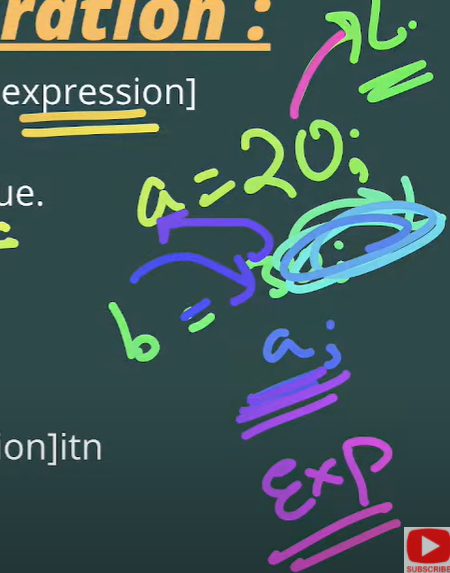 ration :
L.
expression]
a = 20;
ue.
b =
a;
ion]itn
Exp
SUBSCRIBE